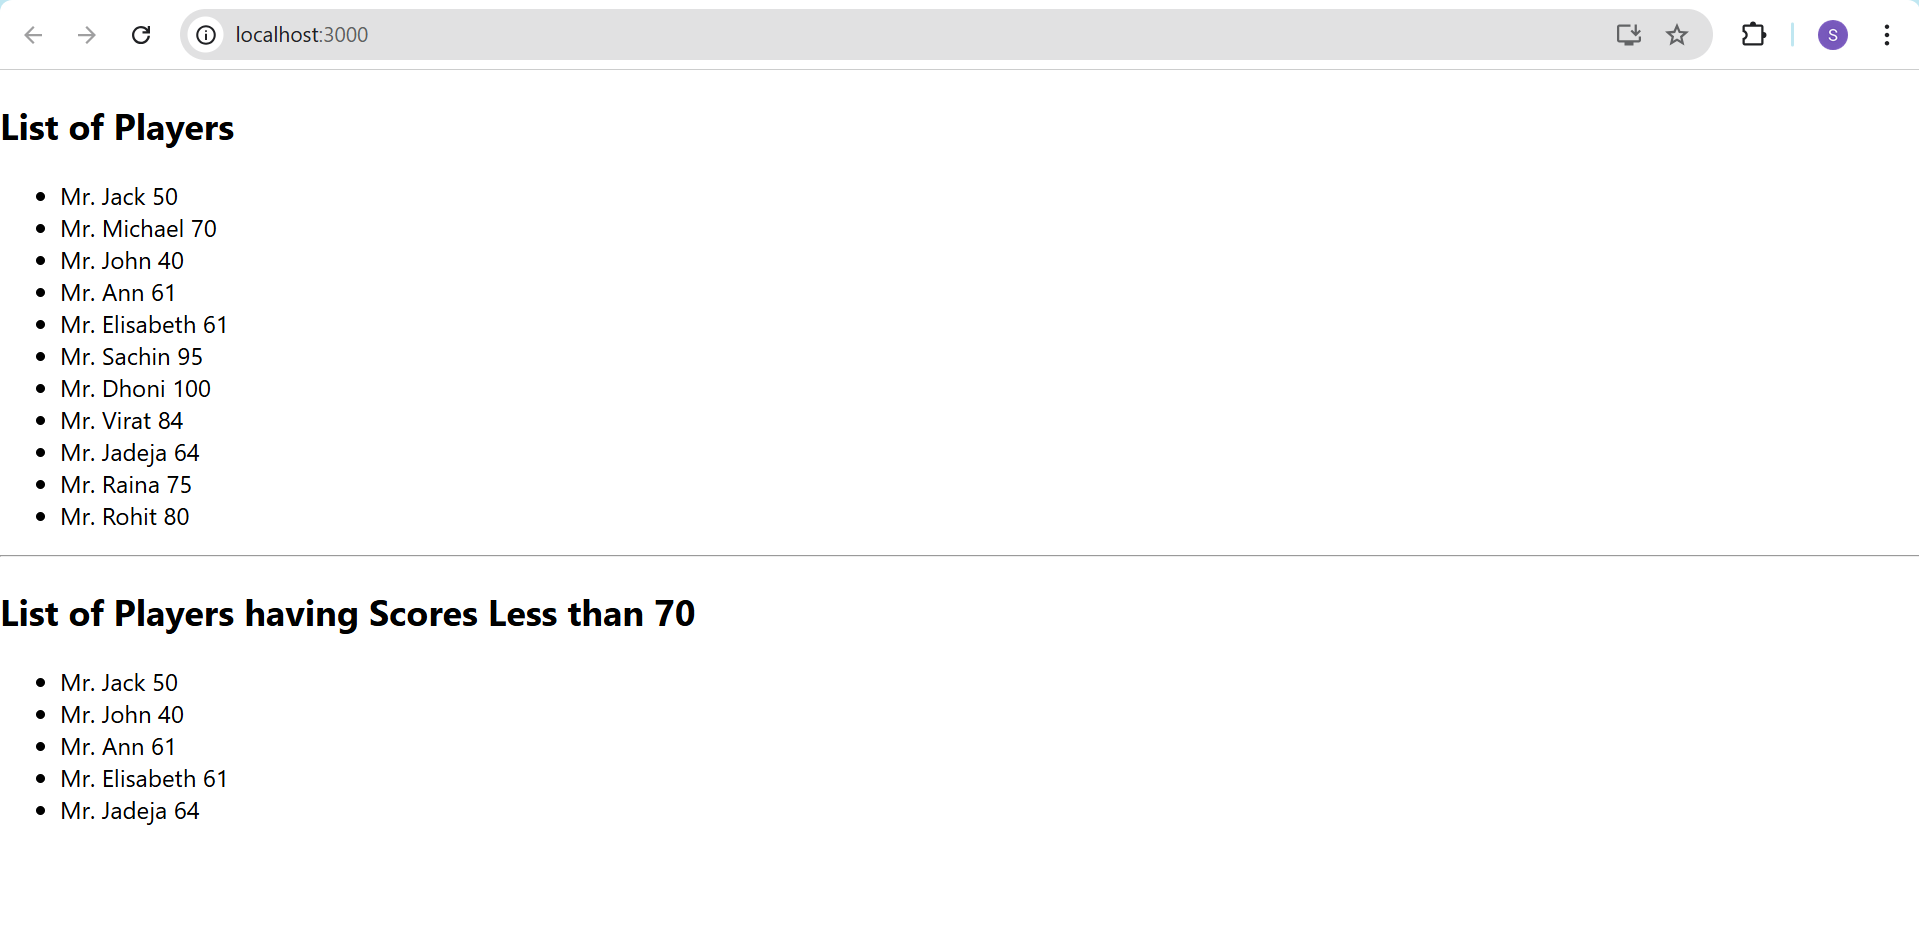 localhost:3000
S
List of Players
Mr. Jack 50
Mr. Michael 70
Mr. John 40
Mr. Ann 61
Mr. Elisabeth 61
Mr. Sachin 95
Mr. Dhoni 100
Mr. Virat 84
Mr. Jadeja 64
Mr. Raina 75
Mr. Rohit 80
List of Players having Scores Less than 70
Mr. Jack 50
Mr. John 40
Mr. Ann 61
Mr. Elisabeth 61
Mr. Jadeja 64